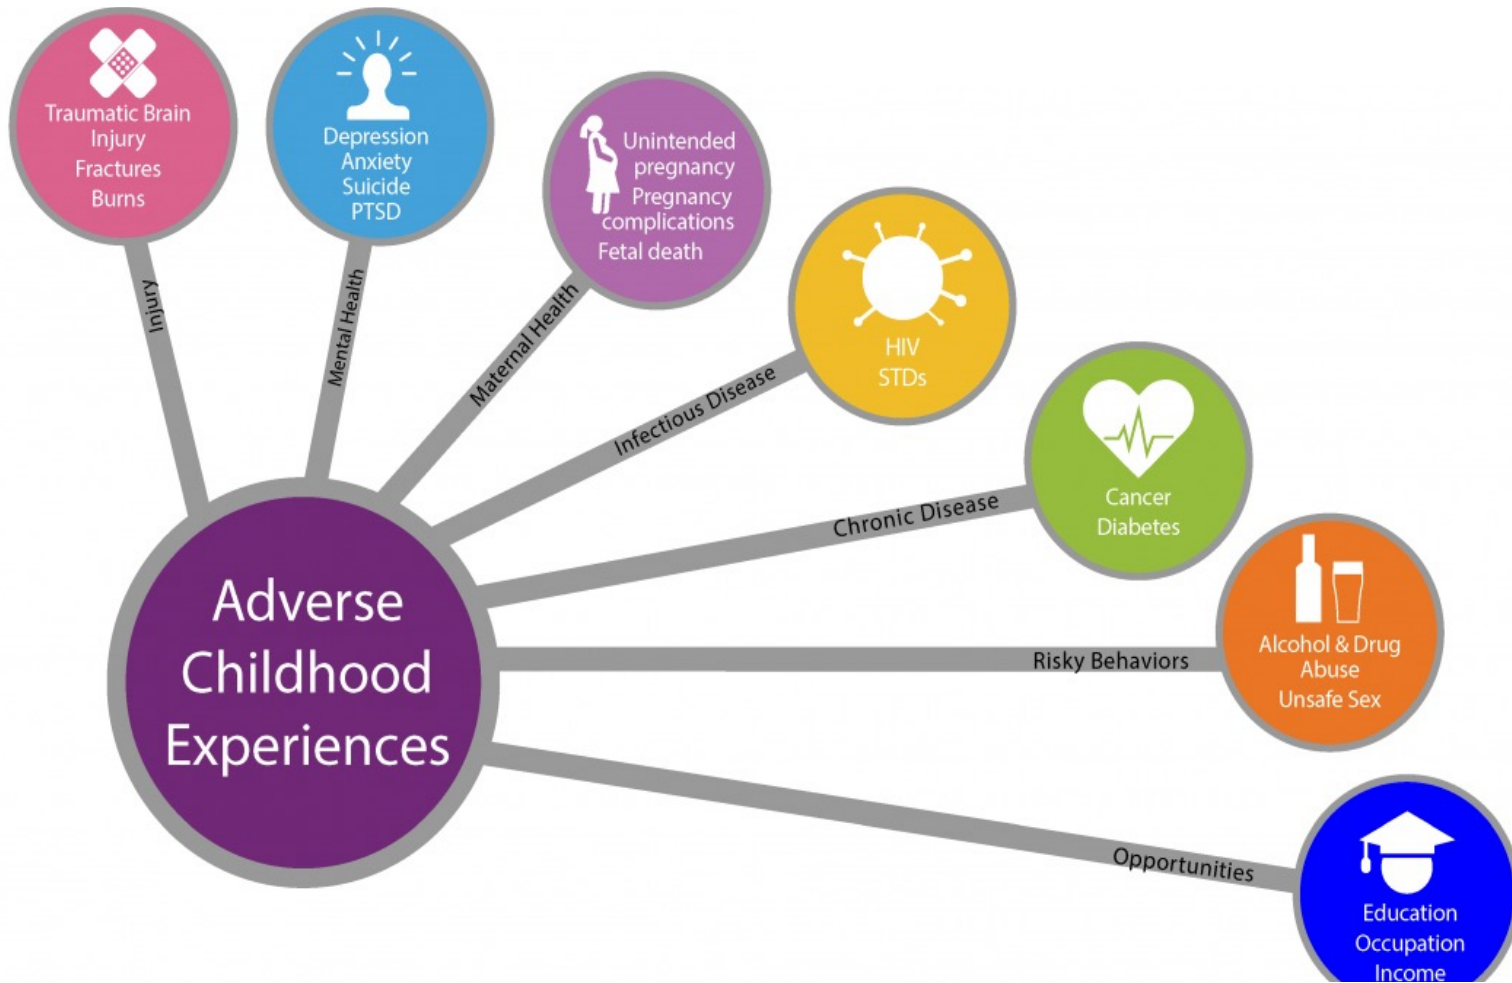 Traumatic Brain
Injury
Fractures
Burns
Depression
Anxiety
Suicide
PTSD
Unintended
pregnancy
Pregnancy
complications
Fetal death
HIV
STDs
Cancer
Diabetes
Alcohol & Drug
Abuse
Unsafe Sex
Education
Occupation
Income
Injury
Mental Health
Maternal Health
Infectious Disease
Chronic Disease
Risky Behaviors
Opportunities
Adverse
Childhood
Experiences